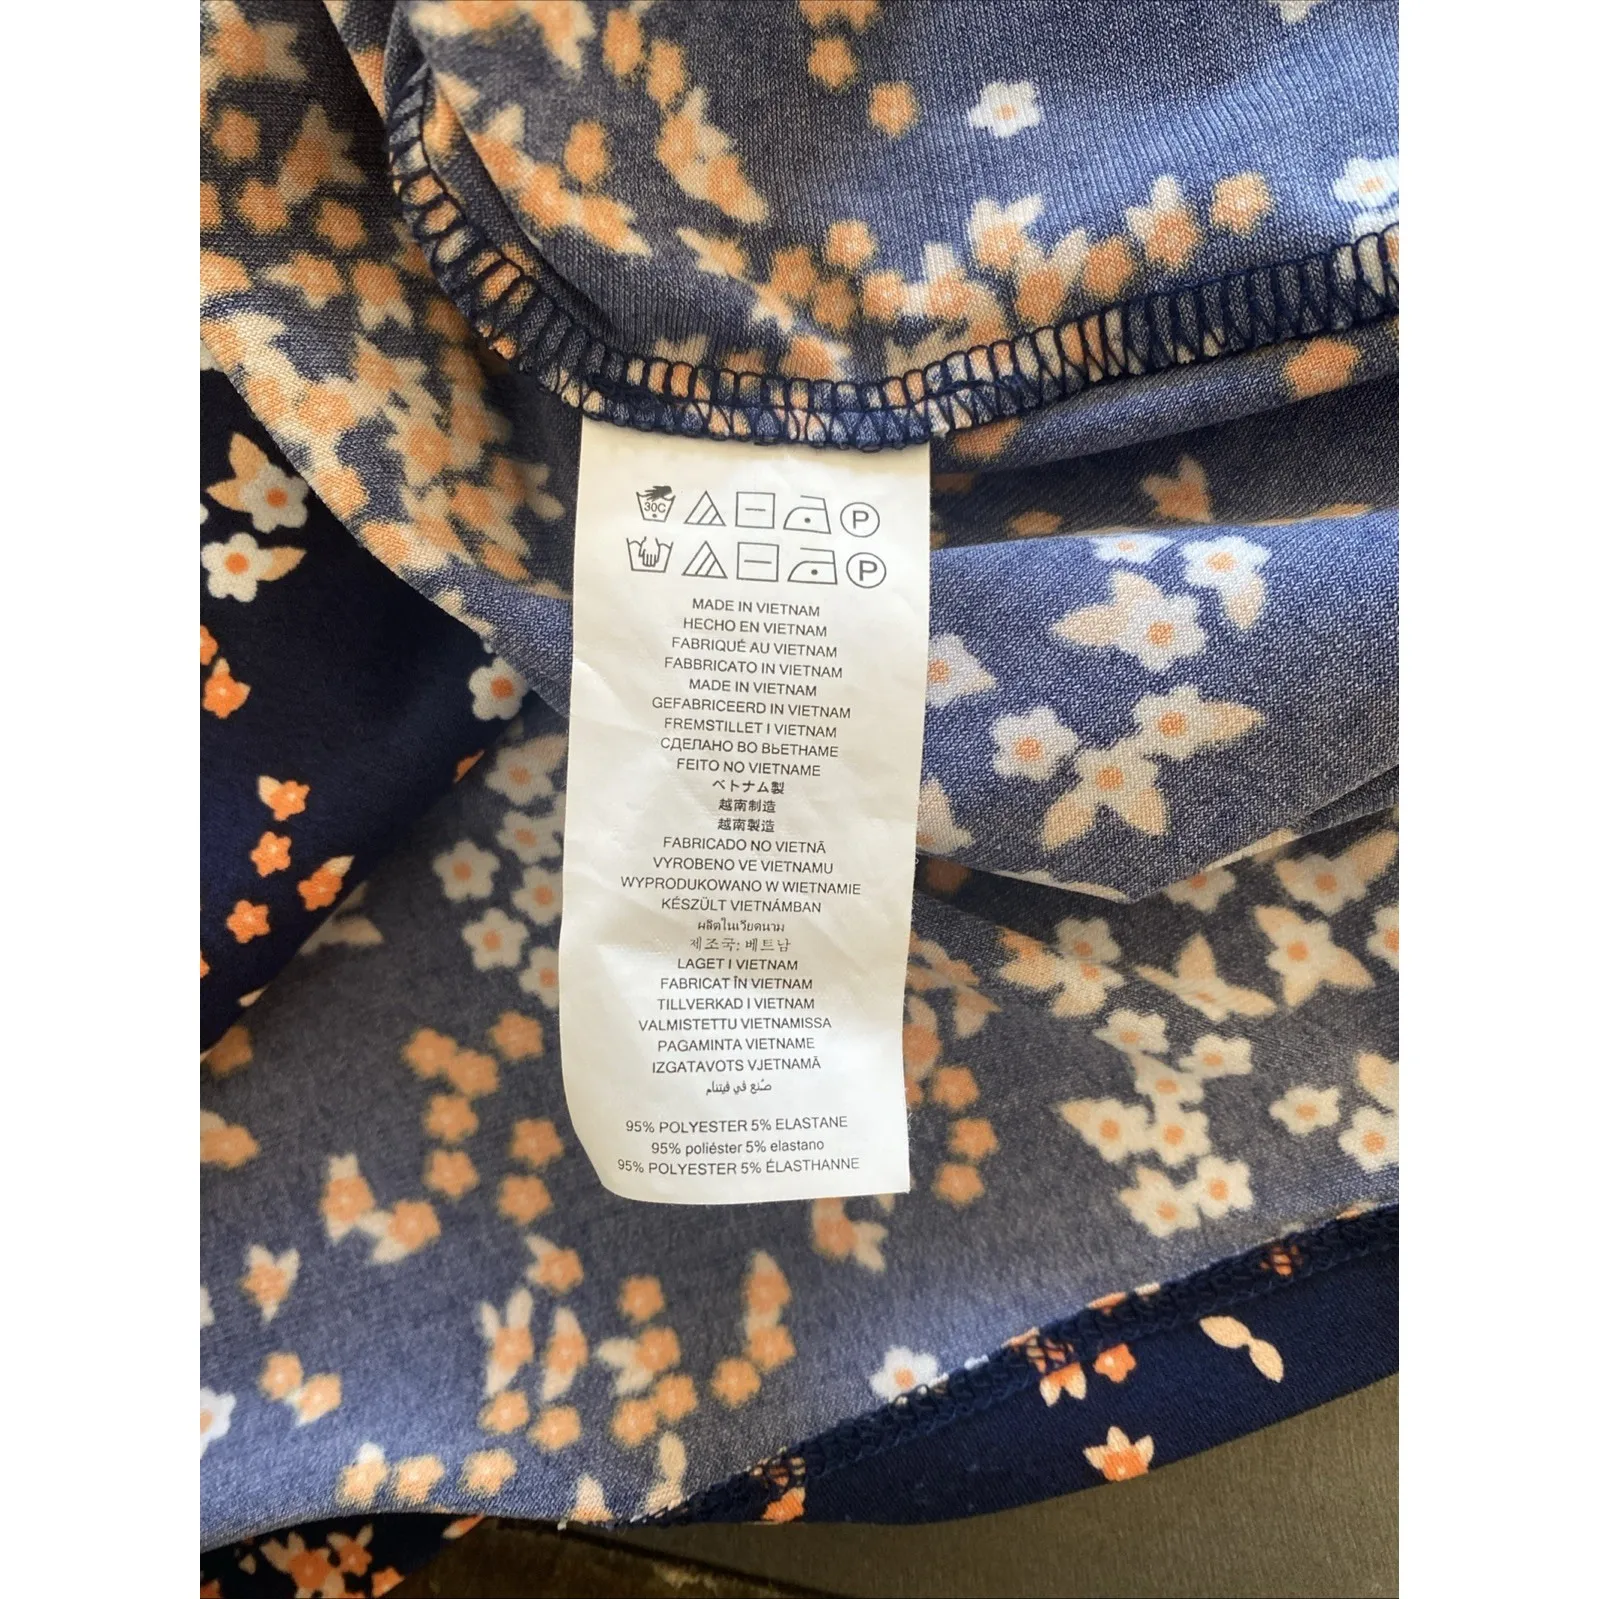 30C P
P
MADE IN VIETNAM
HECHO EN VIETNAM
FABRIQUÉ AU VIETNAM
FABBRICATO IN VIETNAM
MADE IN VIETNAM
GEFABRICEERD IN VIETNAM
FREMSTILLET I VIETNAM
СДЕЛАНО ВО ВЬЕТНАМЕ
FEITO NO VIETNAME
ベトナム製
越南制造
越南製造
FABRICADO NO VIETNÃ
VYROBENO VE VIETNAMU
WYPRODUKOWANO W WIETNAMIE
KÉSZÜLT VIETNÁMBAN
ผลิตในเวียดนาม
제조국: 베트남
LAGET I VIETNAM
FABRICAT ÎN VIETNAM
TILLVERKAD I VIETNAM
VALMISTETTU VIETNAMISSA
PAGAMINTA VIETNAME
IZGATAVOTS VJETNAMĀ
صُنع في فيتنام
95% POLYESTER 5% ELASTANE
95% poliéster 5% elastano
95% POLYESTER 5% ÉLASTHANNE